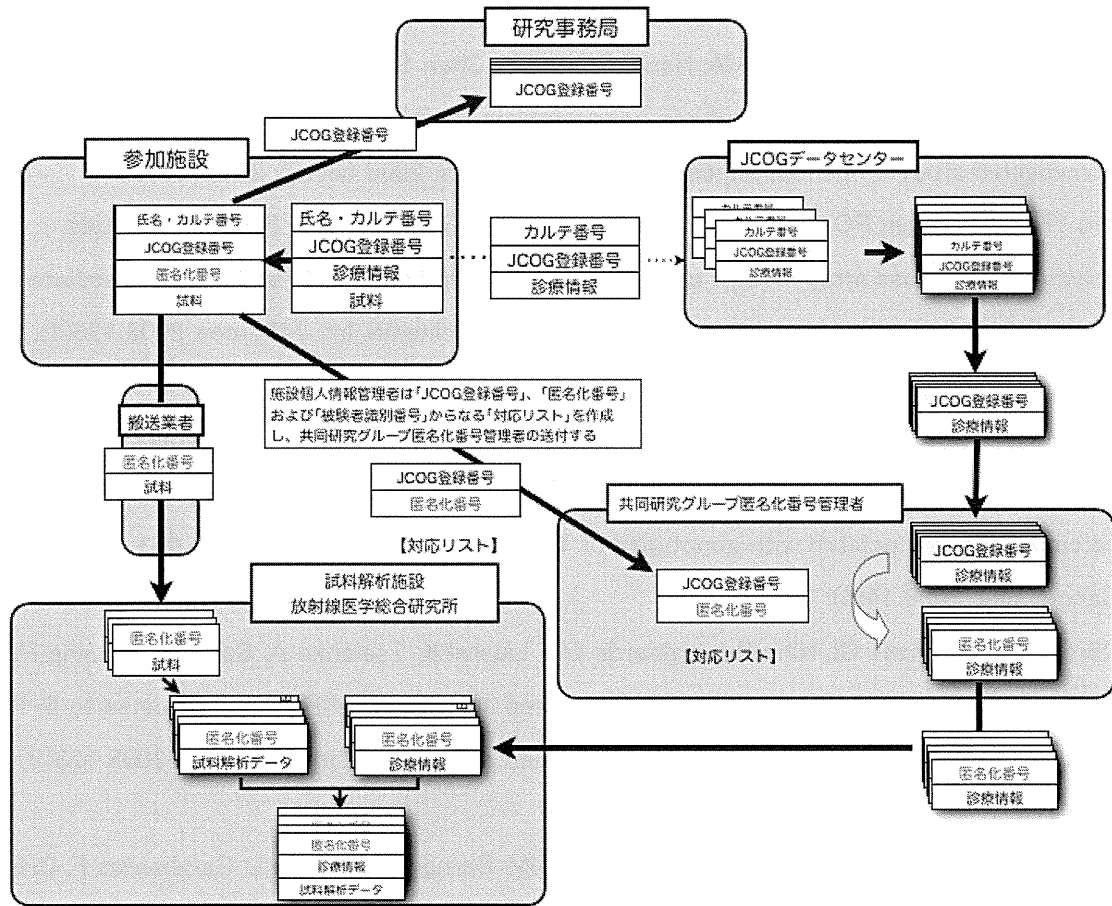 研究事務局
JCOG登録番号
JCOG登録番号
参加施設
氏名・カルテ番号
JCOG登録番号
匿名化番号
試料
氏名・カルテ番号
JCOG登録番号
診療情報
試料
カルテ番号
JCOG登録番号
診療情報
JCOGデータセンター
カルテ番号
JCOG登録番号
診療情報
カルテ番号
JCOG登録番号
診療情報
施設個人情報管理者は「JCOG登録番号」、「匿名化番号」
および「被験者識別番号」からなる「対応リスト」を作成
し、共同研究グループ匿名化番号管理者の送付する
搬送業者
匿名化番号
試料
JCOG登録番号
匿名化番号
【対応リスト】
JCOG登録番号
診療情報
共同研究グループ匿名化番号管理者
JCOG登録番号
診療情報
JCOG登録番号
匿名化番号
【対応リスト】
匿名化番号
診療情報
匿名化番号
診療情報
試料解析施設
放射線医学総合研究所
匿名化番号
試料
匿名化番号
試料解析データ
匿名化番号
診療情報
匿名化番号
診療情報
試料解析データ